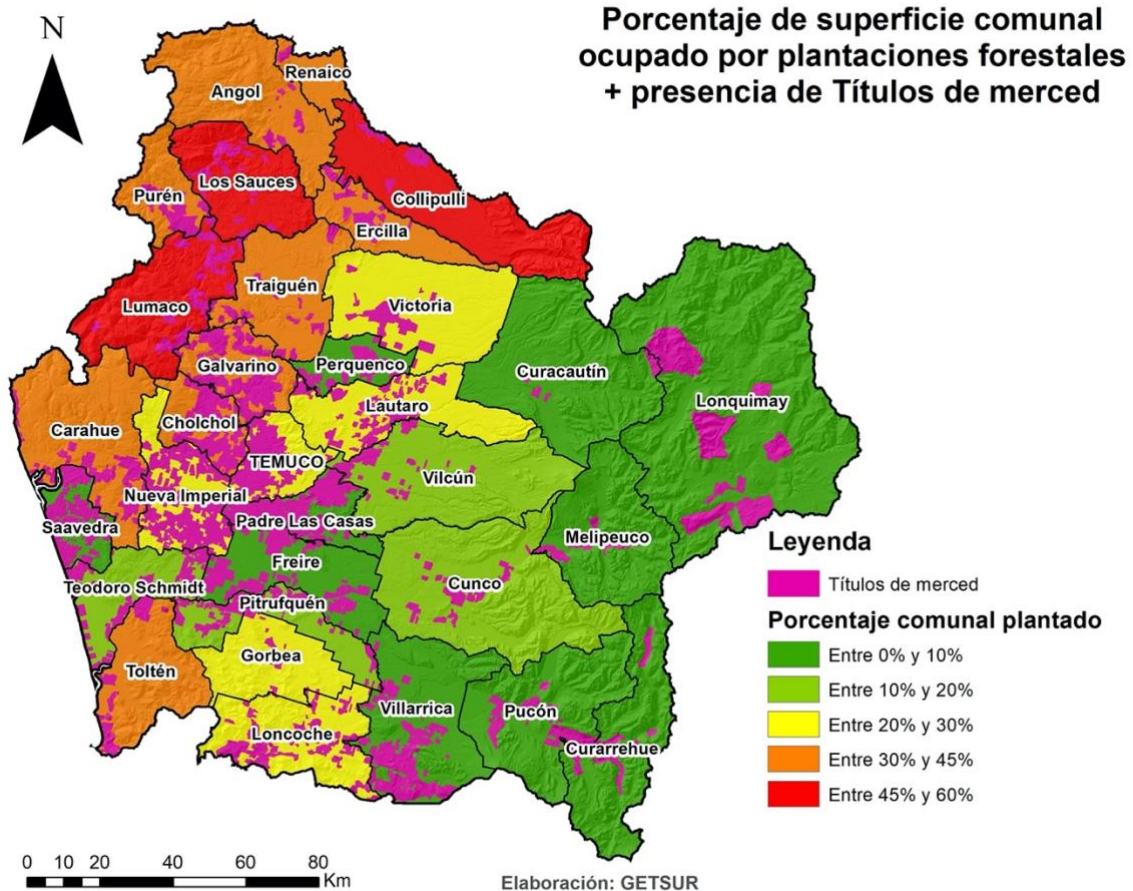 Porcentaje de superficie comunal
ocupado por plantaciones forestales
+ presencia de Títulos de merced
N
Renaico
Angol
Los Sauces
Purén
Collipulli
Ercilla
Lumaco
Traiguén
Victoria
Galvarino
Perquenco
Curacautín
Lonquimay
Lautaro
Carahue
Cholchol
TEMUCO
Vilcún
Nueva Imperial
Padre Las Casas
Saavedra
Melipeuco
Freire
Teodoro Schmidt
Cunco
Pitrufquén
Gorbea
Toltén
Villarrica
Pucón
Loncoche
Curarrehue
Leyenda
Títulos de merced
Porcentaje comunal plantado
Entre 0% y 10%
Entre 10% y 20%
Entre 20% y 30%
Entre 30% y 45%
Entre 45% y 60%
0 10 20 40 60 80
Km
Elaboración: GETSUR